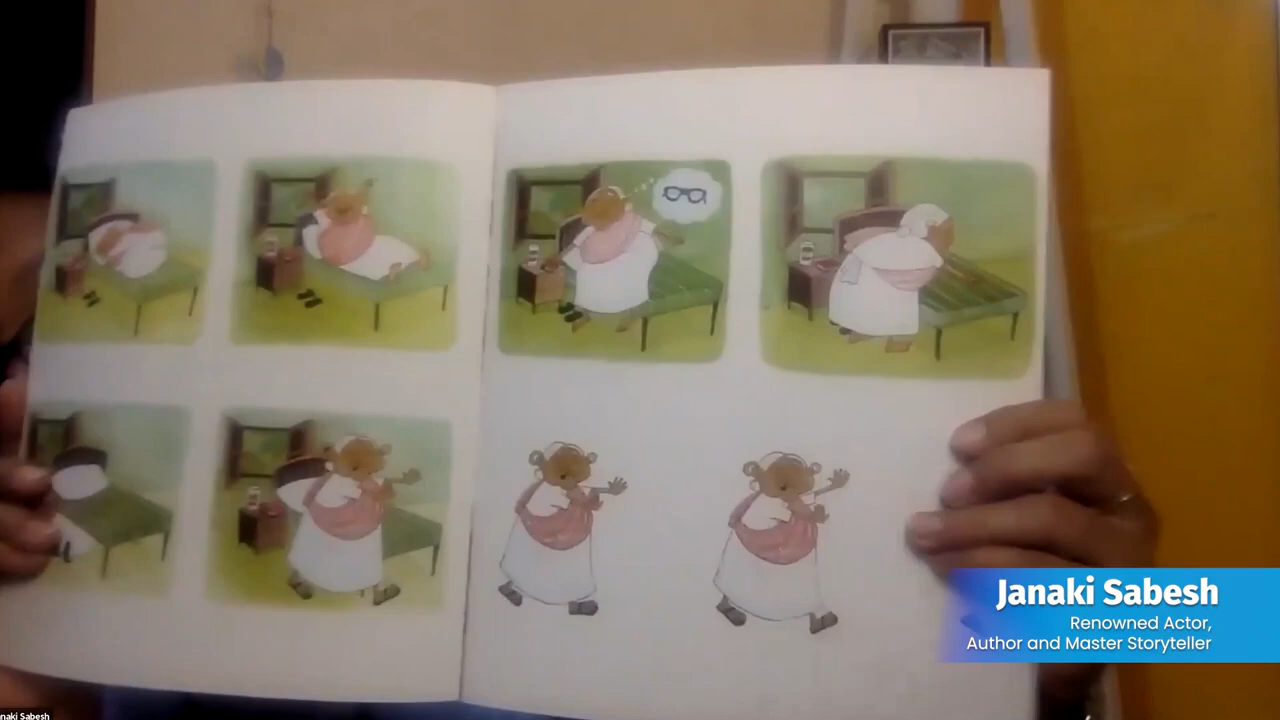 Janaki Sabesh
Renowned Actor,
Author and Master Storyteller
naki Sabesh